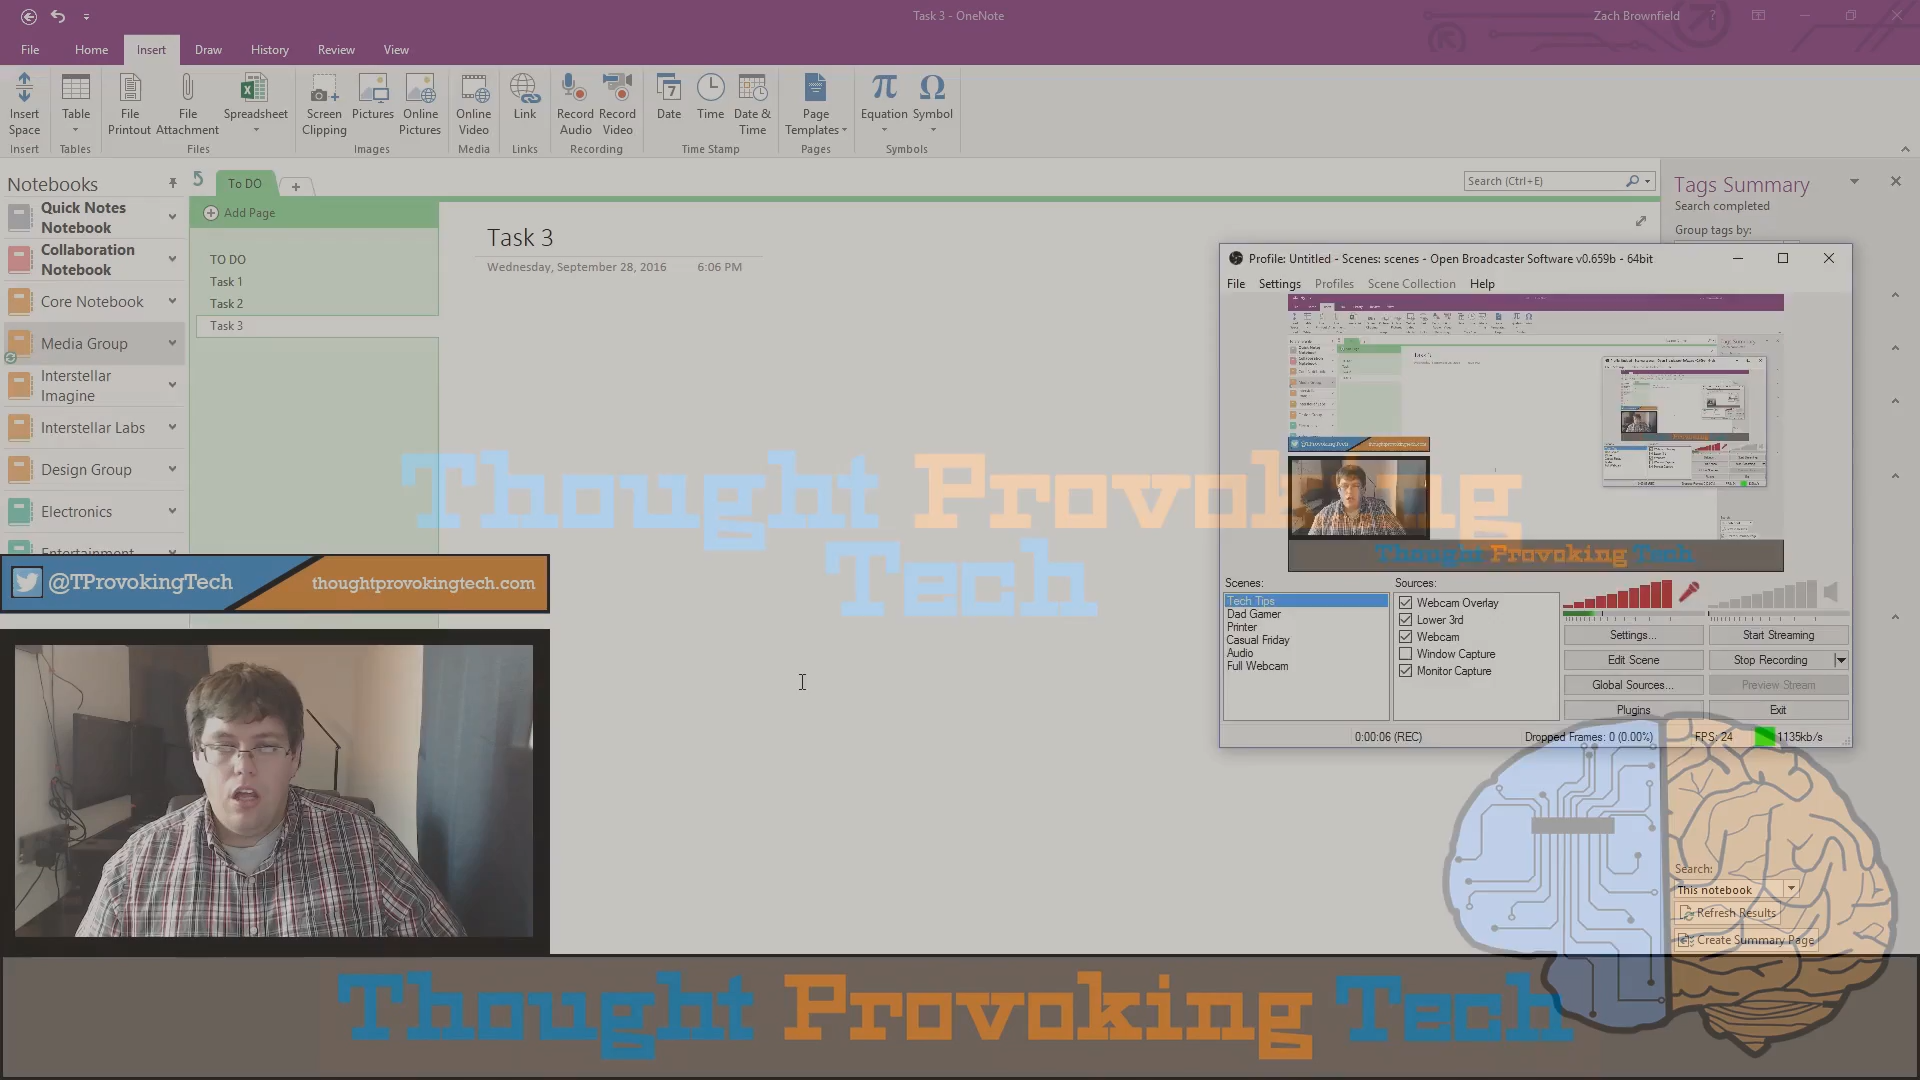 Task 3 - OneNote
Zach Brownfield
?
File
Home
Insert
Draw
History
Review
View
Insert
Space
Table
File
Printout
File
Attachment
Spreadsheet
Screen
Clipping
Pictures
Online
Pictures
Online
Video
Link
Record
Audio
Record
Video
Date
Time
Date &
Time
Page
Templates
Equation
Symbol
Insert
Tables
Files
Images
Media
Links
Recording
Time Stamp
Pages
Symbols
Notebooks
Quick Notes
Notebook
Collaboration
Notebook
Core Notebook
Media Group
Interstellar
Imagine
Interstellar Labs
Design Group
Electronics
Entertainment
To DO
Add Page
TO DO
Task 1
Task 2
Task 3
Search (Ctrl+E)
Task 3
Wednesday, September 28, 2016
6:06 PM
Tags Summary
Search completed
Group tags by:
Profile: Untitled - Scenes: scenes - Open Broadcaster Software v0.659b - 64bit
File
Settings
Profiles
Scene Collection
Help
Scenes:
Tech Tips
Dad Gamer
Printer
Casual Friday
Audio
Full Webcam
Sources:
Webcam Overlay
Lower 3rd
Webcam
Window Capture
Monitor Capture
Settings...
Start Streaming
Edit Scene
Stop Recording
Global Sources...
Preview Stream
Plugins
Exit
0:00:06 (REC)
Dropped Frames: 0 (0.00%)
FPS: 24
1135kb/s
Thought Provoking
Tech
@TProvokingTech
thoughtprovokingtech.com
Search:
This notebook
Refresh Results
Create Summary Page
Thought Provoking Tech